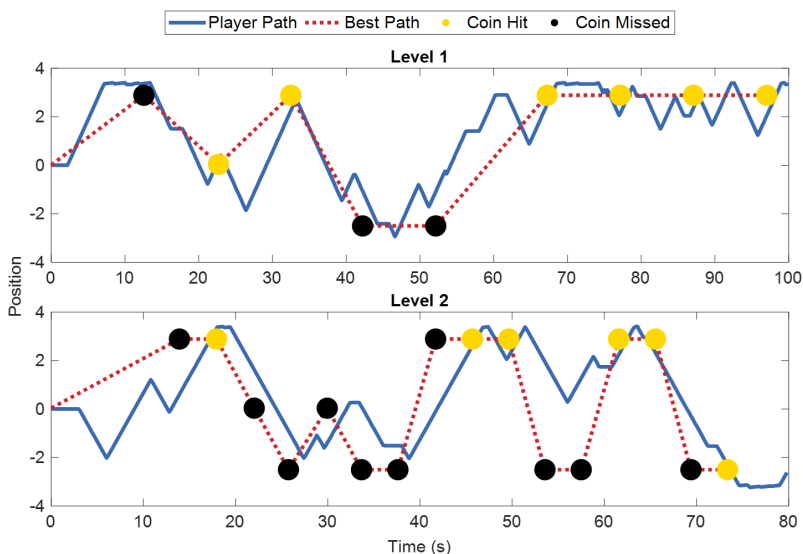 Player Path Best Path Coin Hit Coin Missed
Level 1
4
2
0
-2
-4
0 10 20 30 40 50 60 70 80 90 100
Position
Level 2
4
2
0
-2
-4
0 10 20 30 40 50 60 70 80
Time (s)